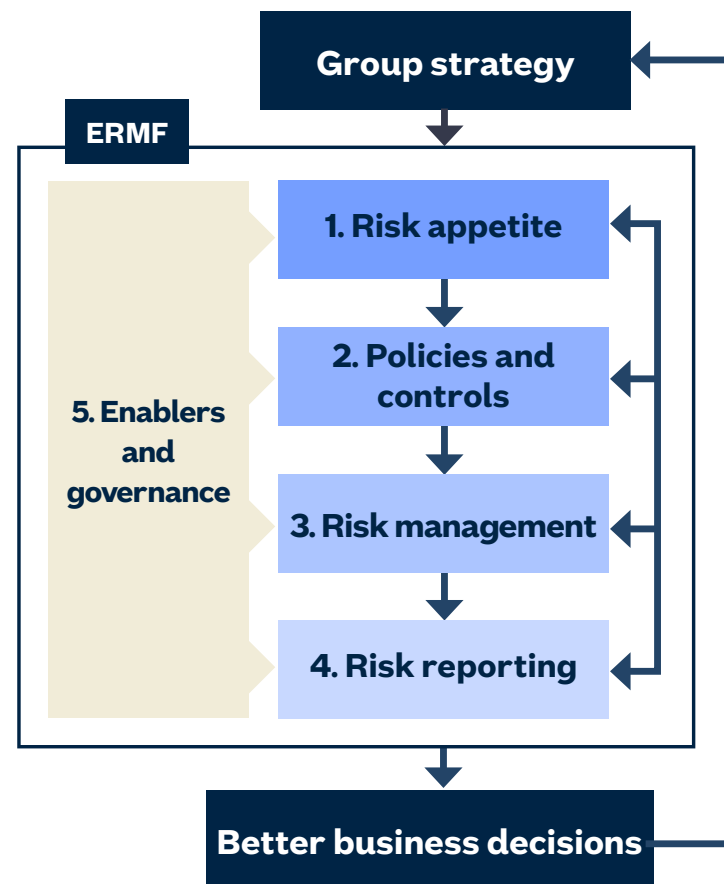 Group strategy
ERMF
1. Risk appetite
2. Policies and
controls
5. Enablers
and
governance
3. Risk management
4. Risk reporting
Better business decisions